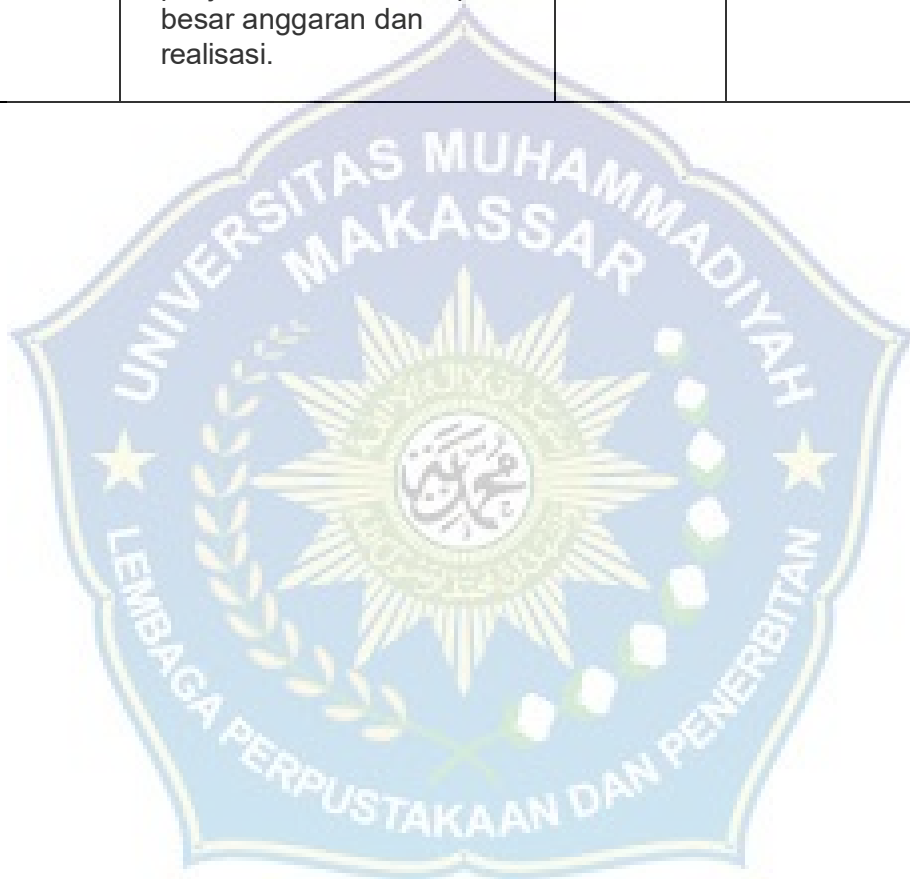 besar anggaran dan
realisasi.
UNIVERSITAS MUHAMMADIYAH
MAKASSAR
LEMBAGA PERPUSTAKAAN DAN PENERBITAN